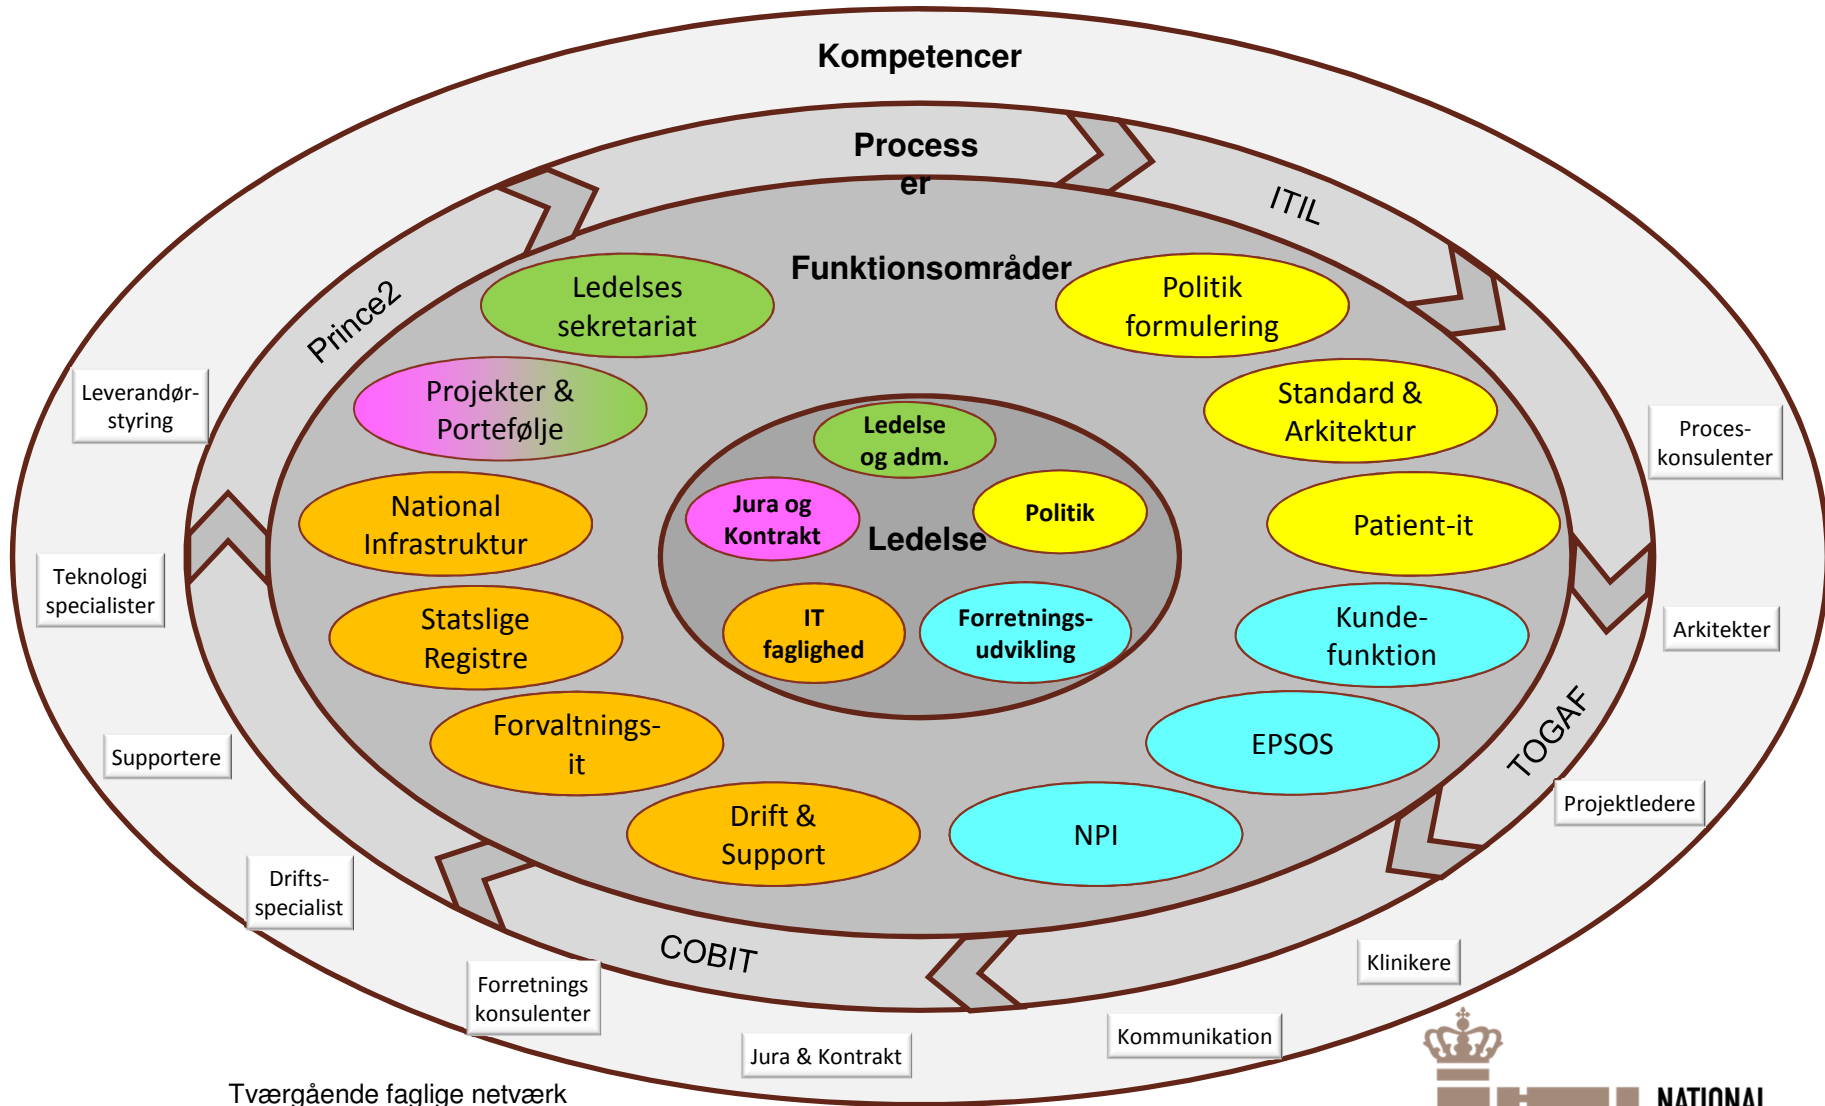 Kompetencer
Process
er
ITIL
Prince2
Funktionsområder
Ledelses
sekretariat
Politik
formulering
Projekter &
Portefølje
Standard &
Arkitektur
National
Infrastruktur
Patient-it
Statslige
Registre
Kunde-
funktion
Forvaltnings-
it
EPSOS
Drift &
Support
NPI
Ledelse
og adm.
Jura og
Kontrakt
Politik
Ledelse
IT
faglighed
Forretnings-
udvikling
TOGAF
COBIT
Leverandør-
styring
Proces-
konsulenter
Teknologi
specialister
Arkitekter
Supportere
Projektledere
Drifts-
specialist
Klinikere
Forretnings
konsulenter
Kommunikation
Jura & Kontrakt
Tværgående faglige netværk
NATIONAL